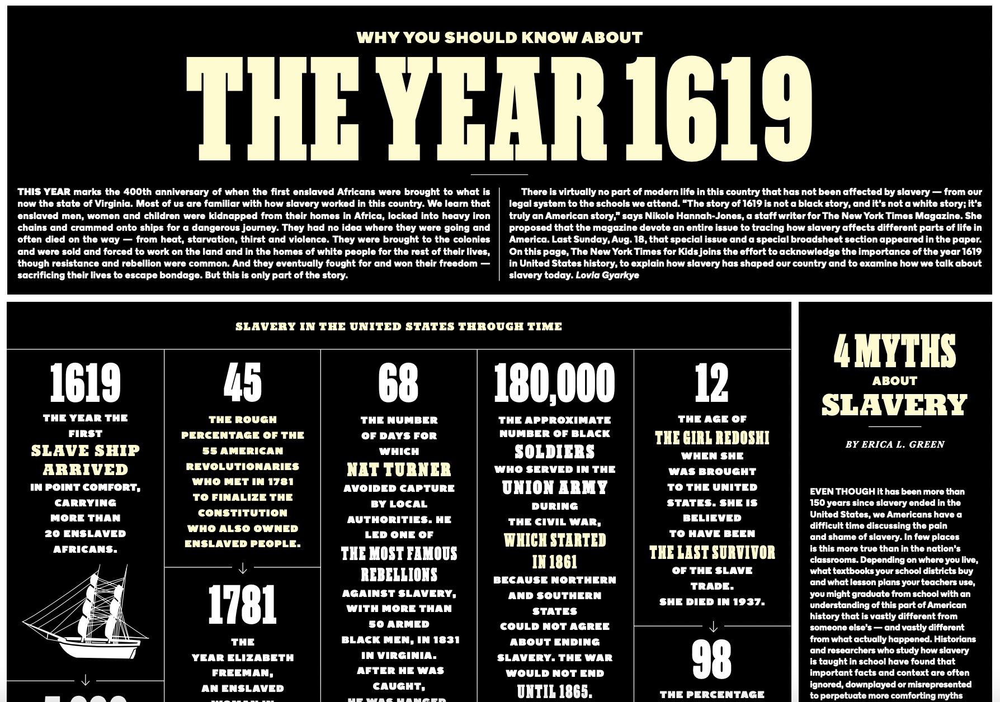 WHY YOU SHOULD KNOW ABOUT
THE YEAR 1619
THIS YEAR marks the 400th anniversary of when the first enslaved Africans were brought to what is
now the state of Virginia. Most of us are familiar with how slavery worked in this country. We learn that
enslaved men, women and children were kidnapped from their homes in Africa, locked into heavy iron
chains and crammed onto ships for a dangerous journey. They had no idea where they were going and
often died on the way — from heat, starvation, thirst and violence. They were brought to the colonies
and were sold and forced to work on the land and in the homes of white people for the rest of their lives,
though resistance and rebellion were common. And they eventually fought for and won their freedom —
sacrificing their lives to escape bondage. But this is only part of the story.
There is virtually no part of modern life in this country that has not been affected by slavery — from our
legal system to the schools we attend. “The story of 1619 is not a black story, and it’s not a white story; it’s
truly an American story,” says Nikole Hannah-Jones, a staff writer for The New York Times Magazine. She
proposed that the magazine devote an entire issue to tracing how slavery affects different parts of life in
America. Last Sunday, Aug. 18, that special issue and a special broadsheet section appeared in the paper.
On this page, The New York Times for Kids joins the effort to acknowledge the importance of the year 1619
in United States history, to explain how slavery has shaped our country and to examine how we talk about
slavery today. Lovia Gyarkye
SLAVERY IN THE UNITED STATES THROUGH TIME
1619
THE YEAR THE
FIRST
SLAVE SHIP
ARRIVED
IN POINT COMFORT,
CARRYING
MORE THAN
20 ENSLAVED
AFRICANS.
45
THE ROUGH
PERCENTAGE OF THE
55 AMERICAN
REVOLUTIONARIES
WHO MET IN 1781
TO FINALIZE THE
CONSTITUTION
WHO ALSO OWNED
ENSLAVED PEOPLE.
1781
THE
YEAR ELIZABETH
FREEMAN,
AN ENSLAVED
WOMAN IN
68
THE NUMBER
OF DAYS FOR
WHICH
NAT TURNER
AVOIDED CAPTURE
BY LOCAL
AUTHORITIES. HE
LED ONE OF
THE MOST FAMOUS
REBELLIONS
AGAINST SLAVERY,
WITH MORE THAN
50 ARMED
BLACK MEN, IN 1831
IN VIRGINIA.
AFTER HE WAS
CAUGHT,
HE WAS HANGED
180,000
THE APPROXIMATE
NUMBER OF BLACK
SOLDIERS
WHO SERVED IN THE
UNION ARMY
DURING
THE CIVIL WAR,
WHICH STARTED
IN 1861
BECAUSE NORTHERN
AND SOUTHERN
STATES
COULD NOT AGREE
ABOUT ENDING
SLAVERY. THE WAR
WOULD NOT END
UNTIL 1865.
12
THE AGE OF
THE GIRL REDOSHI
WHEN SHE
WAS BROUGHT
TO THE UNITED
STATES. SHE IS
BELIEVED
TO HAVE BEEN
THE LAST SURVIVOR
OF THE SLAVE
TRADE.
SHE DIED IN 1937.
98
THE PERCENTAGE
4 MYTHS
ABOUT
SLAVERY
BY ERICA L. GREEN
EVEN THOUGH it has been more than
150 years since slavery ended in the
United States, we Americans have a
difficult time discussing the pain
and shame of slavery. In few places
is this more true than in the nation’s
classrooms. Depending on where you live,
what textbooks your school districts buy
and what lesson plans your teachers use,
you might graduate from school with an
understanding of this part of American
history that is vastly different from
someone else’s — and vastly different
from what actually happened. Historians
and researchers who study how slavery
is taught in school have found that
important facts and context are often
ignored, downplayed or misrepresented
to perpetuate more comforting myths